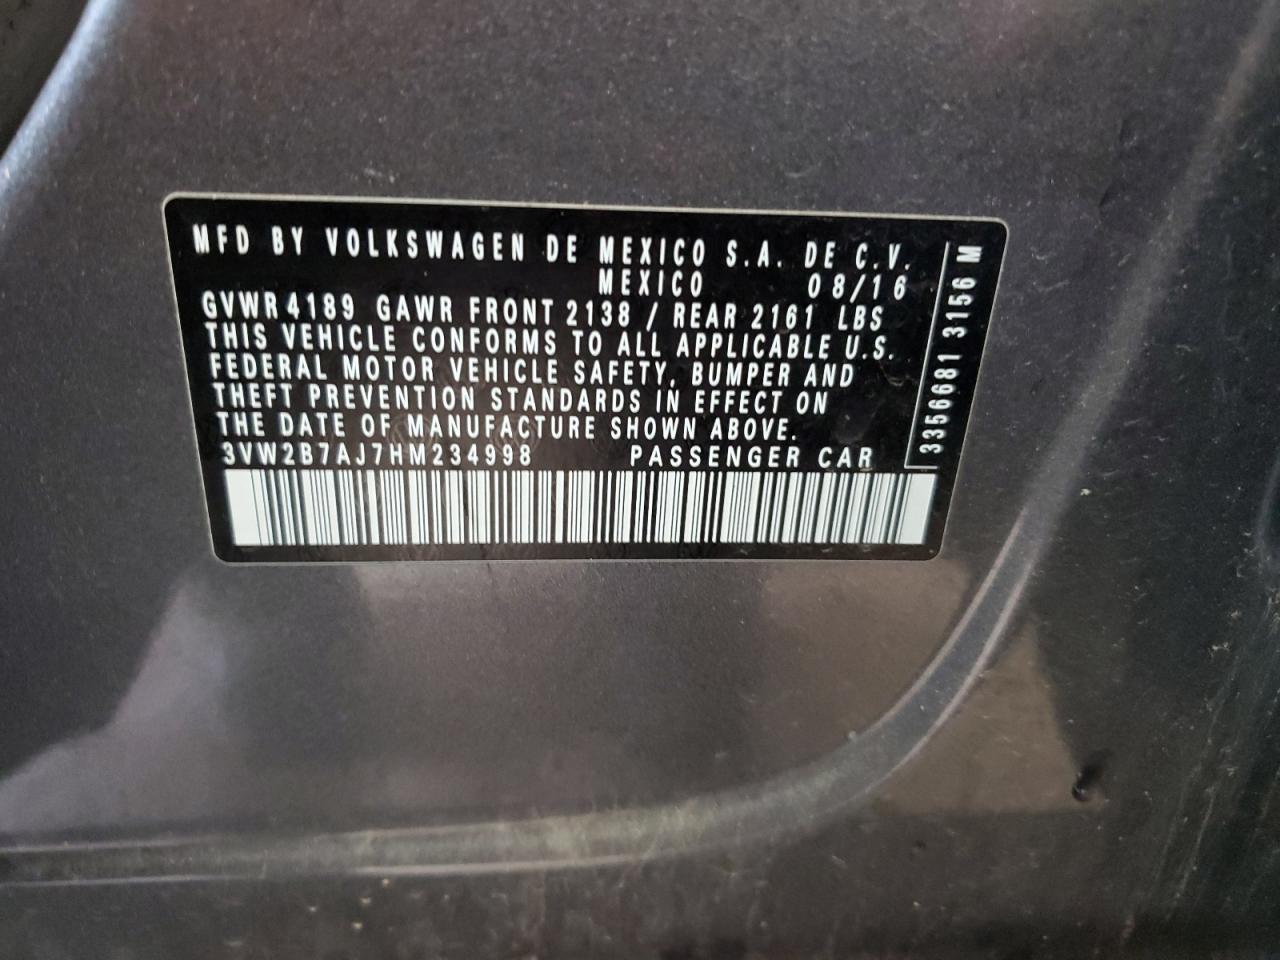 MFD BY VOLKSWAGEN DE MEXICO S.A. DE C.V.
MEXICO 08/16
GVWR 4189 GAWR FRONT 2138 / REAR 2161 LBS
THIS VEHICLE CONFORMS TO ALL APPLICABLE U.S.
FEDERAL MOTOR VEHICLE SAFETY, BUMPER AND
THEFT PREVENTION STANDARDS IN EFFECT ON
THE DATE OF MANUFACTURE SHOWN ABOVE.
3VW2B7AJ7HM234998 PASSENGER CAR
3356681 3156 M